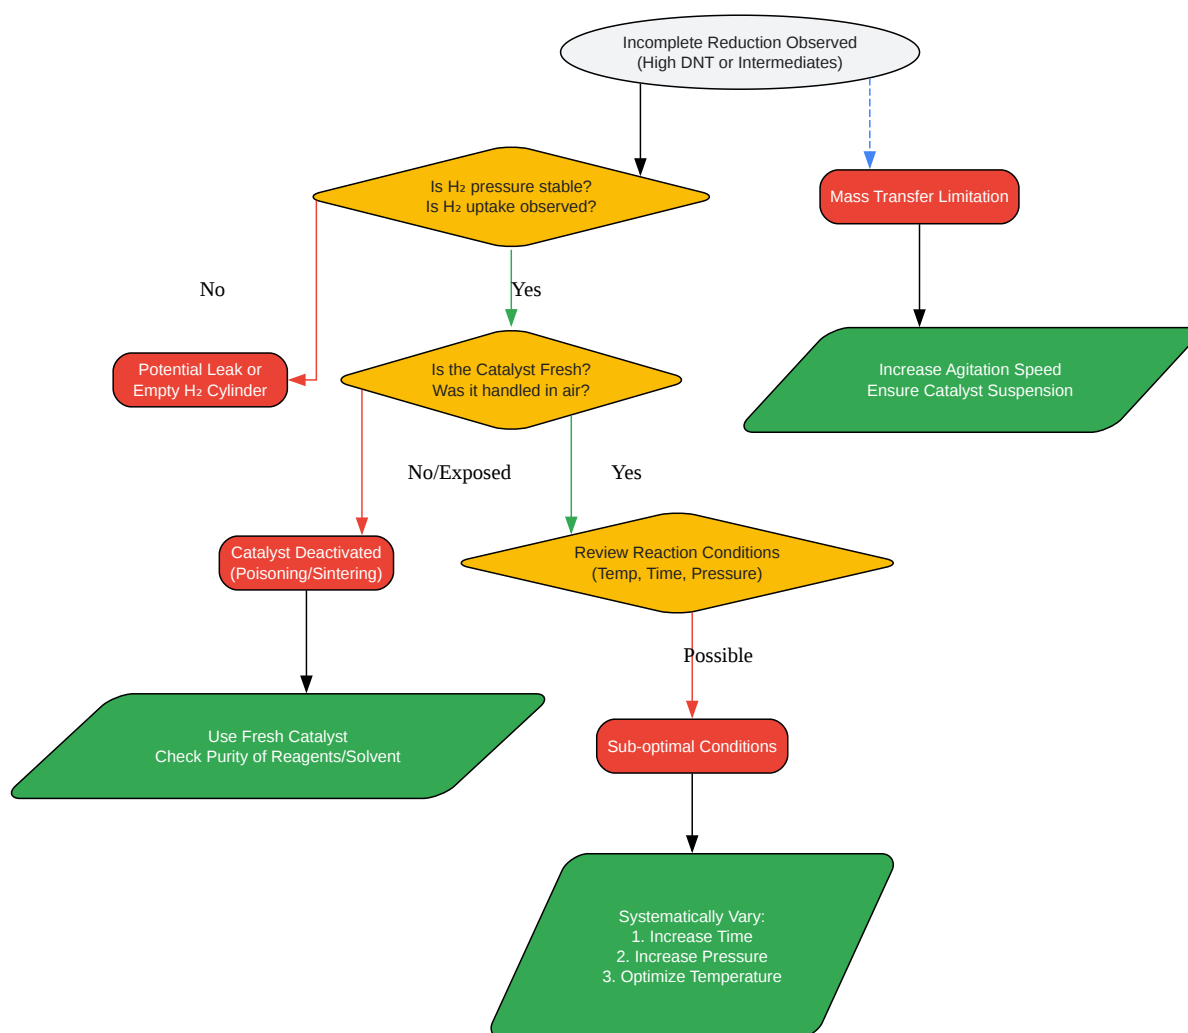 Incomplete Reduction Observed
(High DNT or Intermediates)
Is H₂ pressure stable?
Is H₂ uptake observed?
Mass Transfer Limitation
No
Yes
Potential Leak or
Empty H₂ Cylinder
Is the Catalyst Fresh?
Was it handled in air?
Increase Agitation Speed
Ensure Catalyst Suspension
No/Exposed
Yes
Catalyst Deactivated
(Poisoning/Sintering)
Review Reaction Conditions
(Temp, Time, Pressure)
Possible
Use Fresh Catalyst
Check Purity of Reagents/Solvent
Sub-optimal Conditions
Systematically Vary:
1. Increase Time
2. Increase Pressure
3. Optimize Temperature